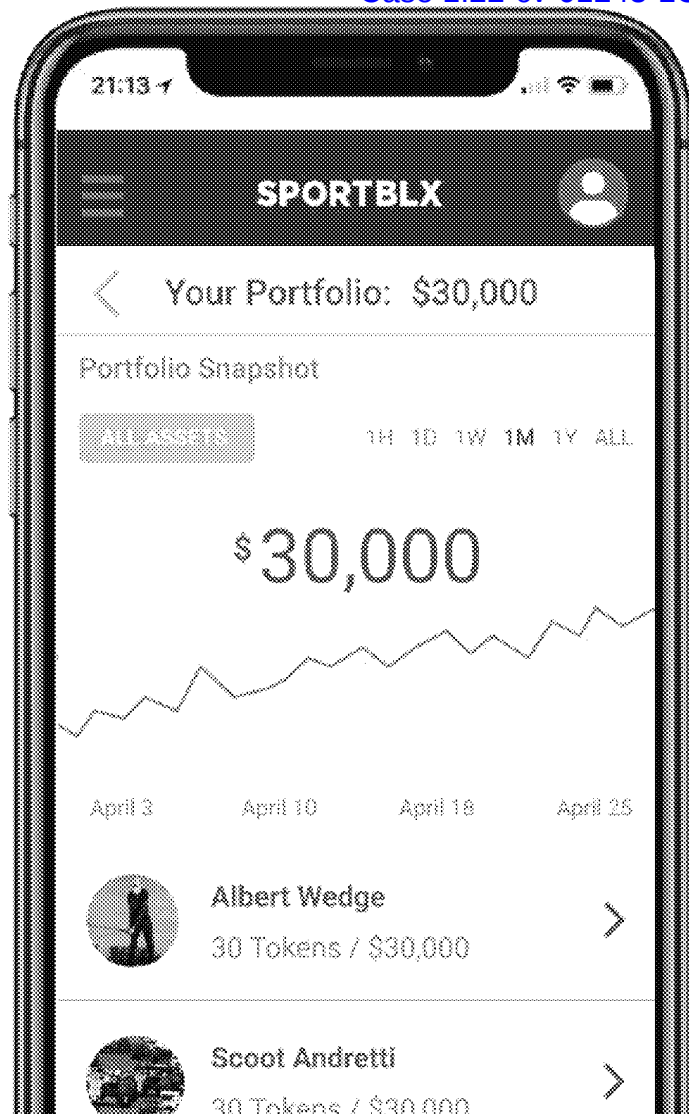 21:13
SPORTBLX
Your Portfolio: $30,000
Portfolio Snapshot
ALL ASSETS 1H 1D 1W 1M 1Y ALL
$30,000
April 3 April 10 April 18 April 25
Albert Wedge
30 Tokens / $30,000
Scoot Andretti
30 Tokens / $30,000